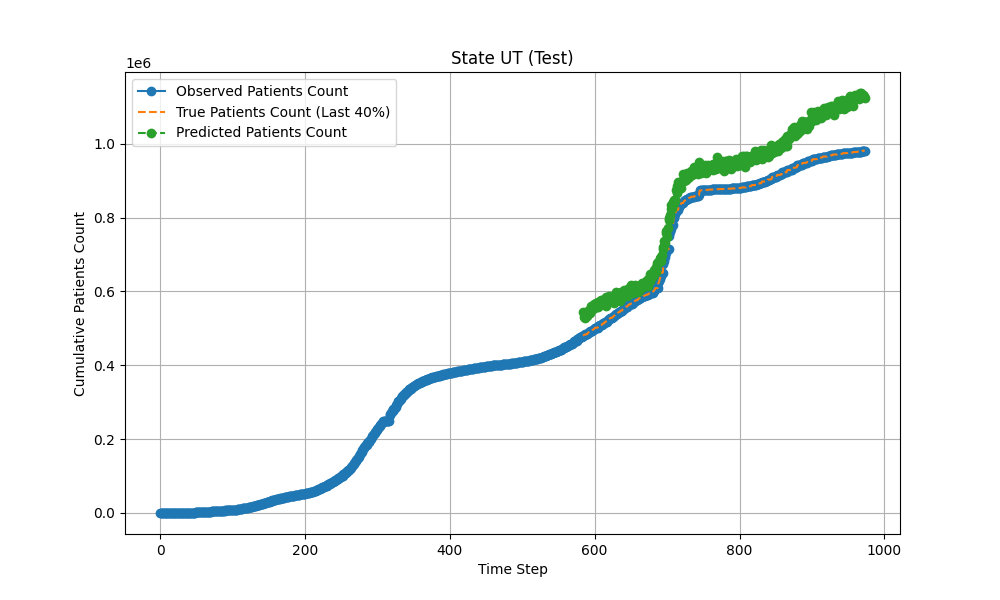 State UT (Test)
1e6
Observed Patients Count
True Patients Count (Last 40%)
Predicted Patients Count
1.0
0.8
0.6
0.4
0.2
0.0
Cumulative Patients Count
0 200 400 600 800 1000
Time Step